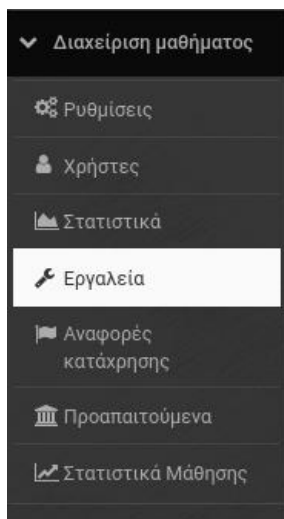 Διαχείριση μαθήματος
Ρυθμίσεις
Χρήστες
Στατιστικά
Εργαλεία
Αναφορές
κατάχρησης
Προαπαιτούμενα
Στατιστικά Μάθησης